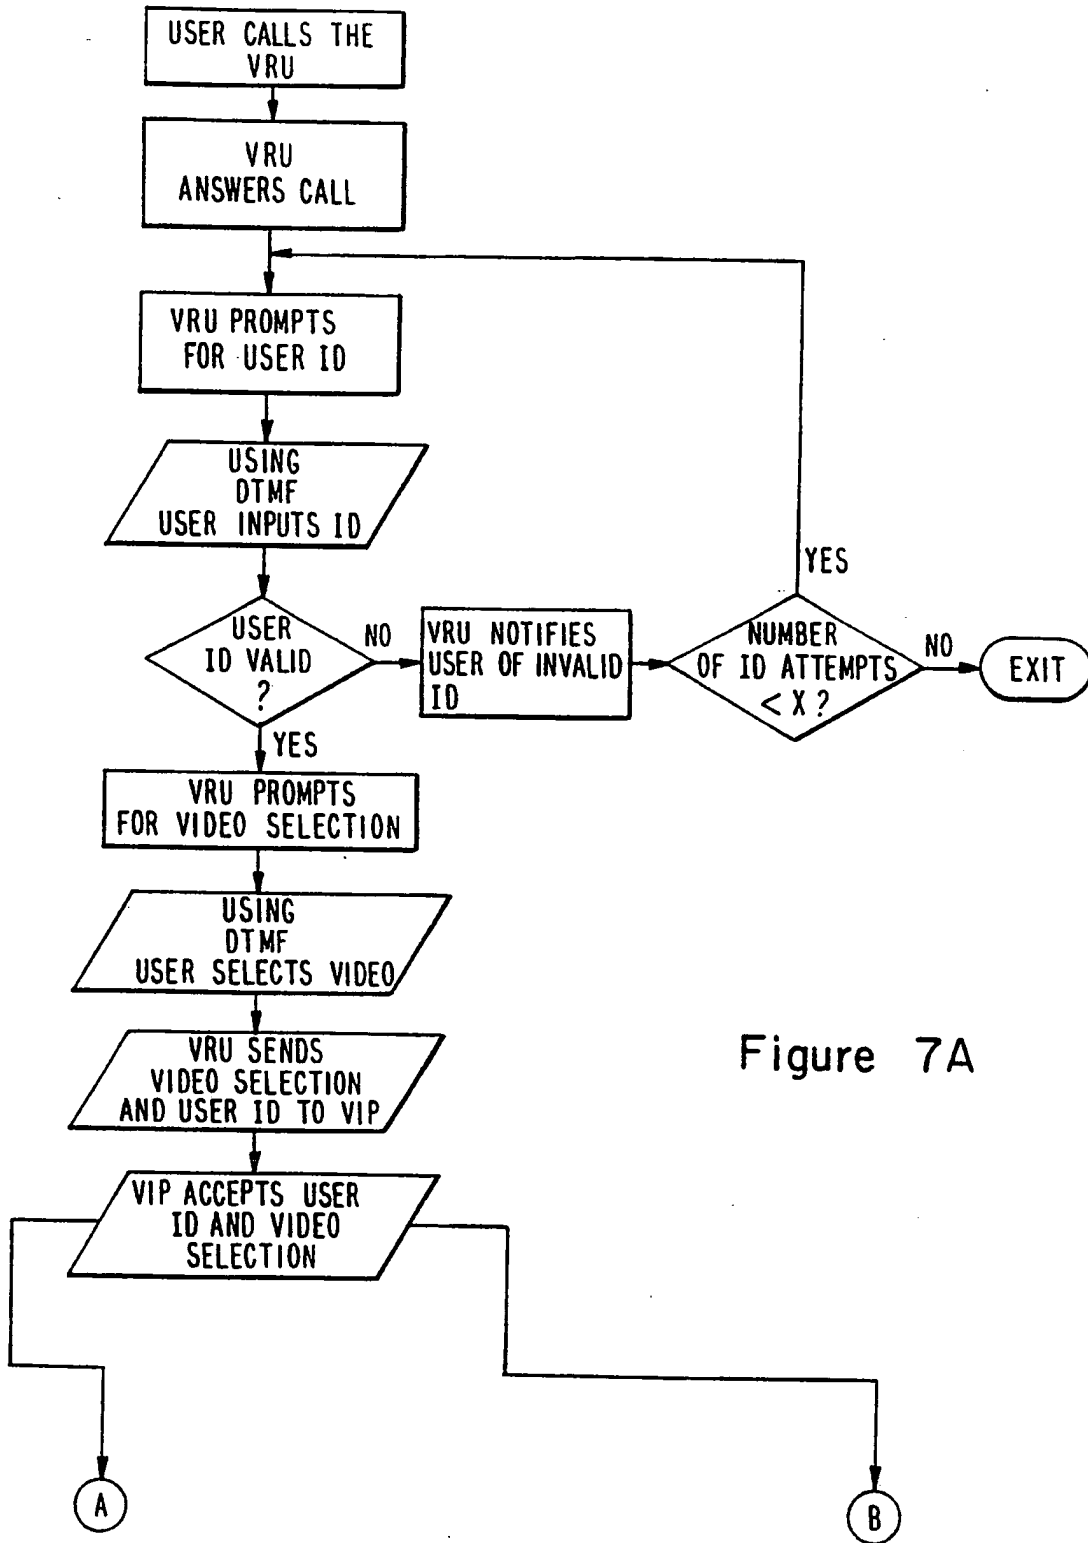 USER CALLS THE
VRU
VRU
ANSWERS CALL
VRU PROMPTS
FOR USER ID
USING
DTMF
USER INPUTS ID
YES
USER
ID VALID
?
NO
VRU NOTIFIES
USER OF INVALID
ID
NUMBER
OF ID ATTEMPTS
< X ?
NO
EXIT
YES
VRU PROMPTS
FOR VIDEO SELECTION
USING
DTMF
USER SELECTS VIDEO
VRU SENDS
VIDEO SELECTION
AND USER ID TO VIP
Figure 7A
VIP ACCEPTS USER
ID AND VIDEO
SELECTION
A
B